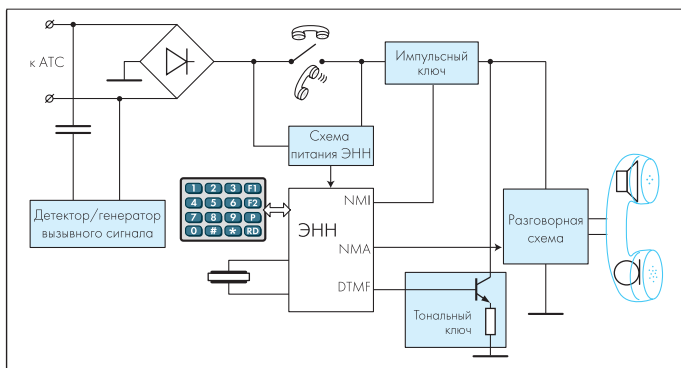 к АТС
Импульсный
ключ
Схема
питания ЭНН
1 2 3 F1
4 5 6 F2
7 8 9 P
0 # * RD
Детектор/генератор
вызывного сигнала
ЭНН
NMI
NMA
DTMF
Разговорная
схема
Тональный
ключ